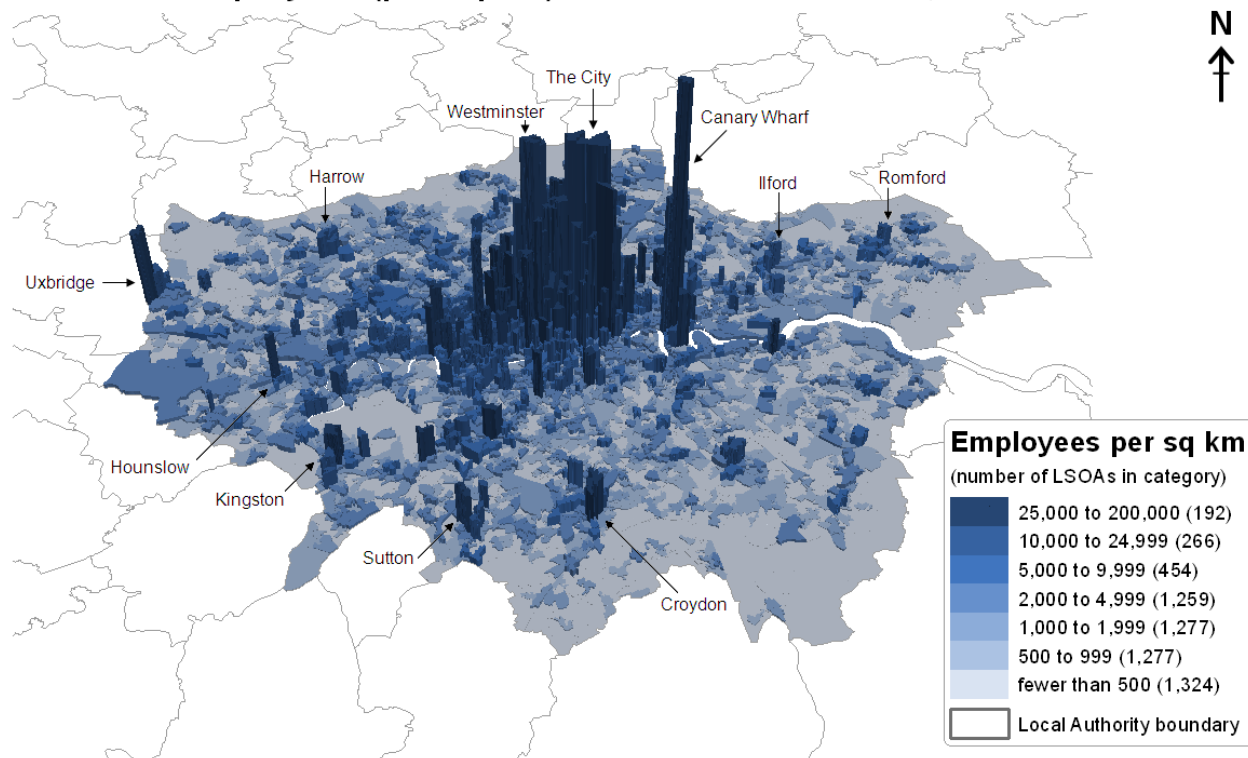 N
The City
Westminster
Canary Wharf
Harrow
Ilford
Romford
Uxbridge
Hounslow
Kingston
Sutton
Croydon
Employees per sq km
(number of LSOAs in category)
25,000 to 200,000 (192)
10,000 to 24,999 (266)
5,000 to 9,999 (454)
2,000 to 4,999 (1,259)
1,000 to 1,999 (1,277)
500 to 999 (1,277)
fewer than 500 (1,324)
Local Authority boundary